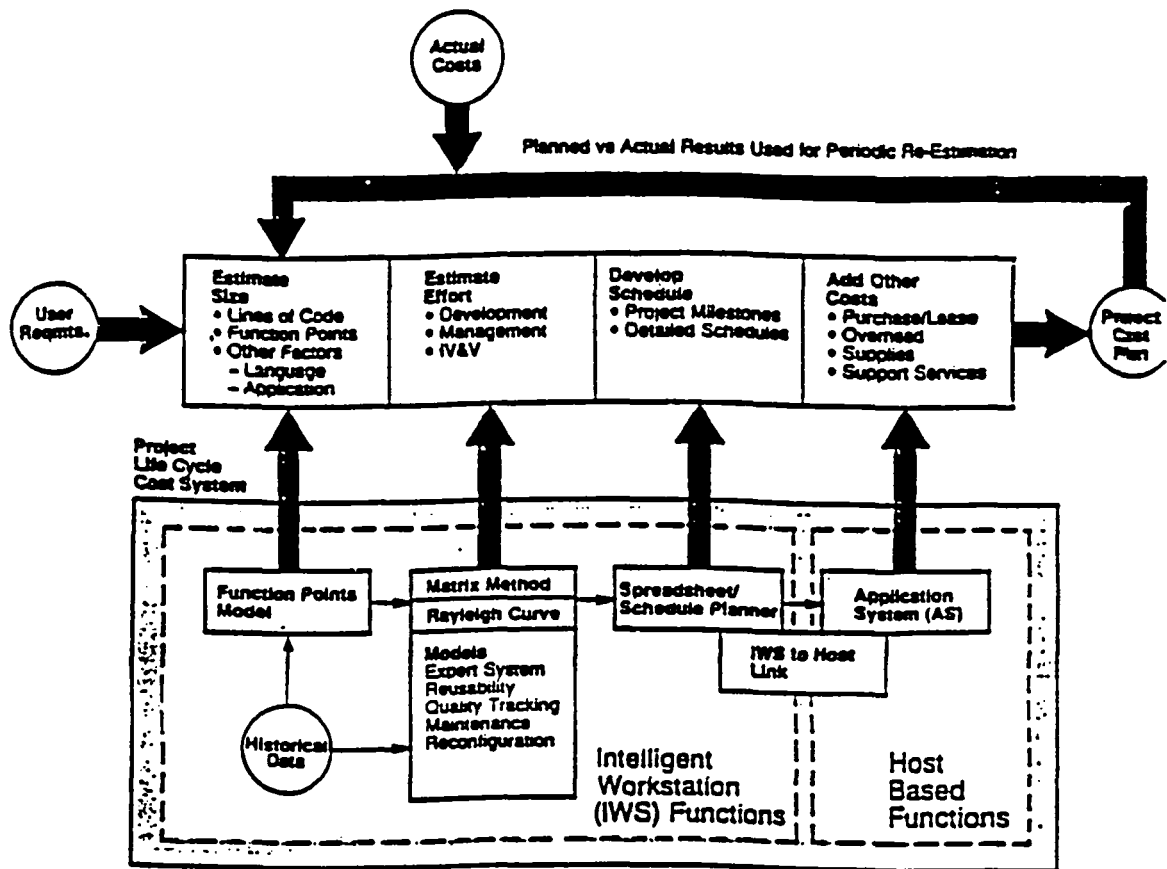 Actual
Costs
Planned vs Actual Results Used for Periodic Re-Estimation
User
Reqmts.
Estimate
Size
• Lines of Code
• Function Points
• Other Factors
– Language
– Application
Estimate
Effort
• Development
• Management
• IV&V
Develop
Schedule
• Project Milestones
• Detailed Schedules
Add Other
Costs
• Purchase/Lease
• Overhead
• Supplies
• Support Services
Project
Cost
Plan
Project
Life Cycle
Cost System
Function Points
Model
Matrix Method
Rayleigh Curve
Models
Expert System
Reusability
Quality Tracking
Maintenance
Reconfiguration
Spreadsheet/
Schedule Planner
Application
System (AS)
IWS to Host
Link
Historical
Data
Intelligent
Workstation
(IWS) Functions
Host
Based
Functions